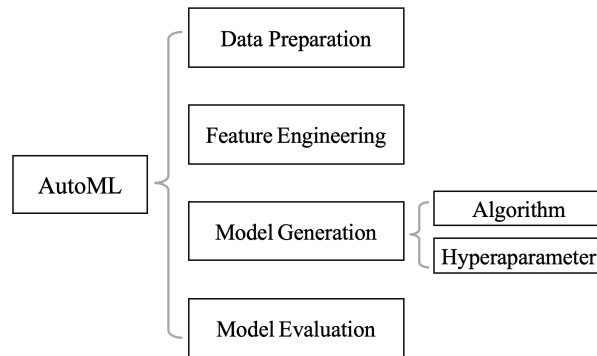 Data Preparation
Feature Engineering
AutoML
Model Generation
Algorithm
Hyperaparameter
Model Evaluation